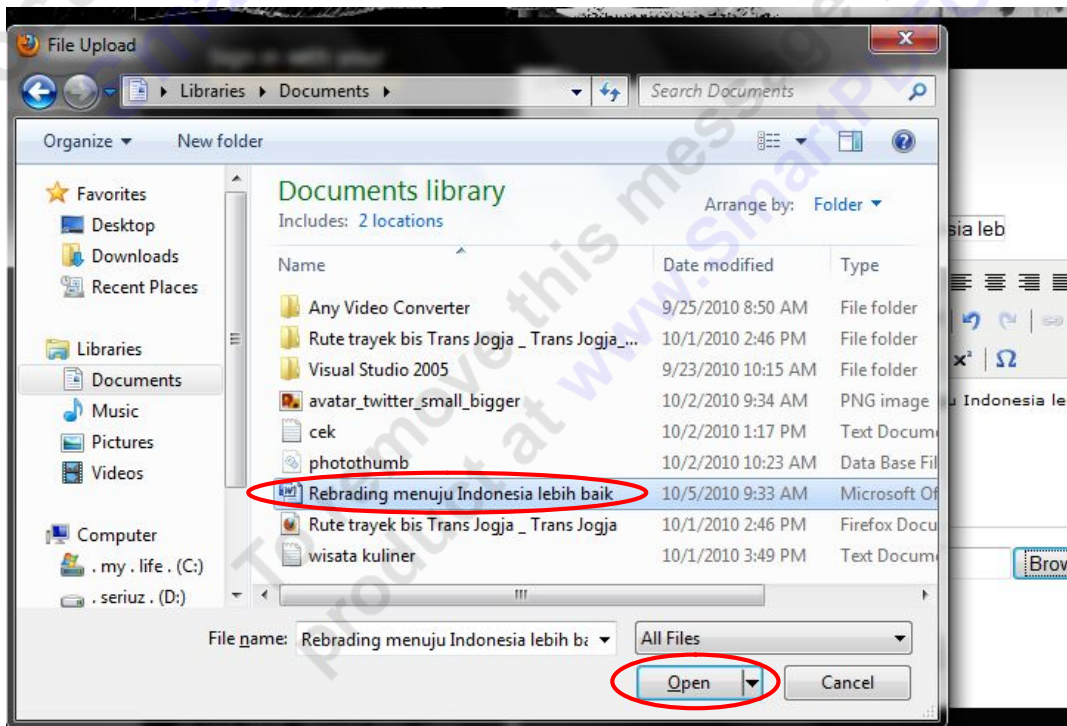 File Upload
Libraries Documents
Search Documents
Organize
New folder
Favorites
Desktop
Downloads
Recent Places
Libraries
Documents
Music
Pictures
Videos
Computer
. my . life . (C:)
. seriuz . (D:)
Documents library
Includes: 2 locations
Arrange by: Folder
Name Date modified Type
Any Video Converter 9/25/2010 8:50 AM File folder
Rute trayek bis Trans Jogja _ Trans Jogja_... 10/1/2010 2:46 PM File folder
Visual Studio 2005 9/23/2010 10:15 AM File folder
avatar_twitter_small_bigger 10/2/2010 9:34 AM PNG image
cek 10/2/2010 1:17 PM Text Docume
photothumb 10/2/2010 10:23 AM Data Base Fil
Rebrading menuju Indonesia lebih baik 10/5/2010 9:33 AM Microsoft Of
Rute trayek bis Trans Jogja _ Trans Jogja 10/1/2010 2:46 PM Firefox Docu
wisata kuliner 10/1/2010 3:49 PM Text Docume
File name: Rebrading menuju Indonesia lebih ba All Files
Open Cancel
sia leb
x² Ω
u Indonesia le
Brow
To remove this message
product at www.SmartPD